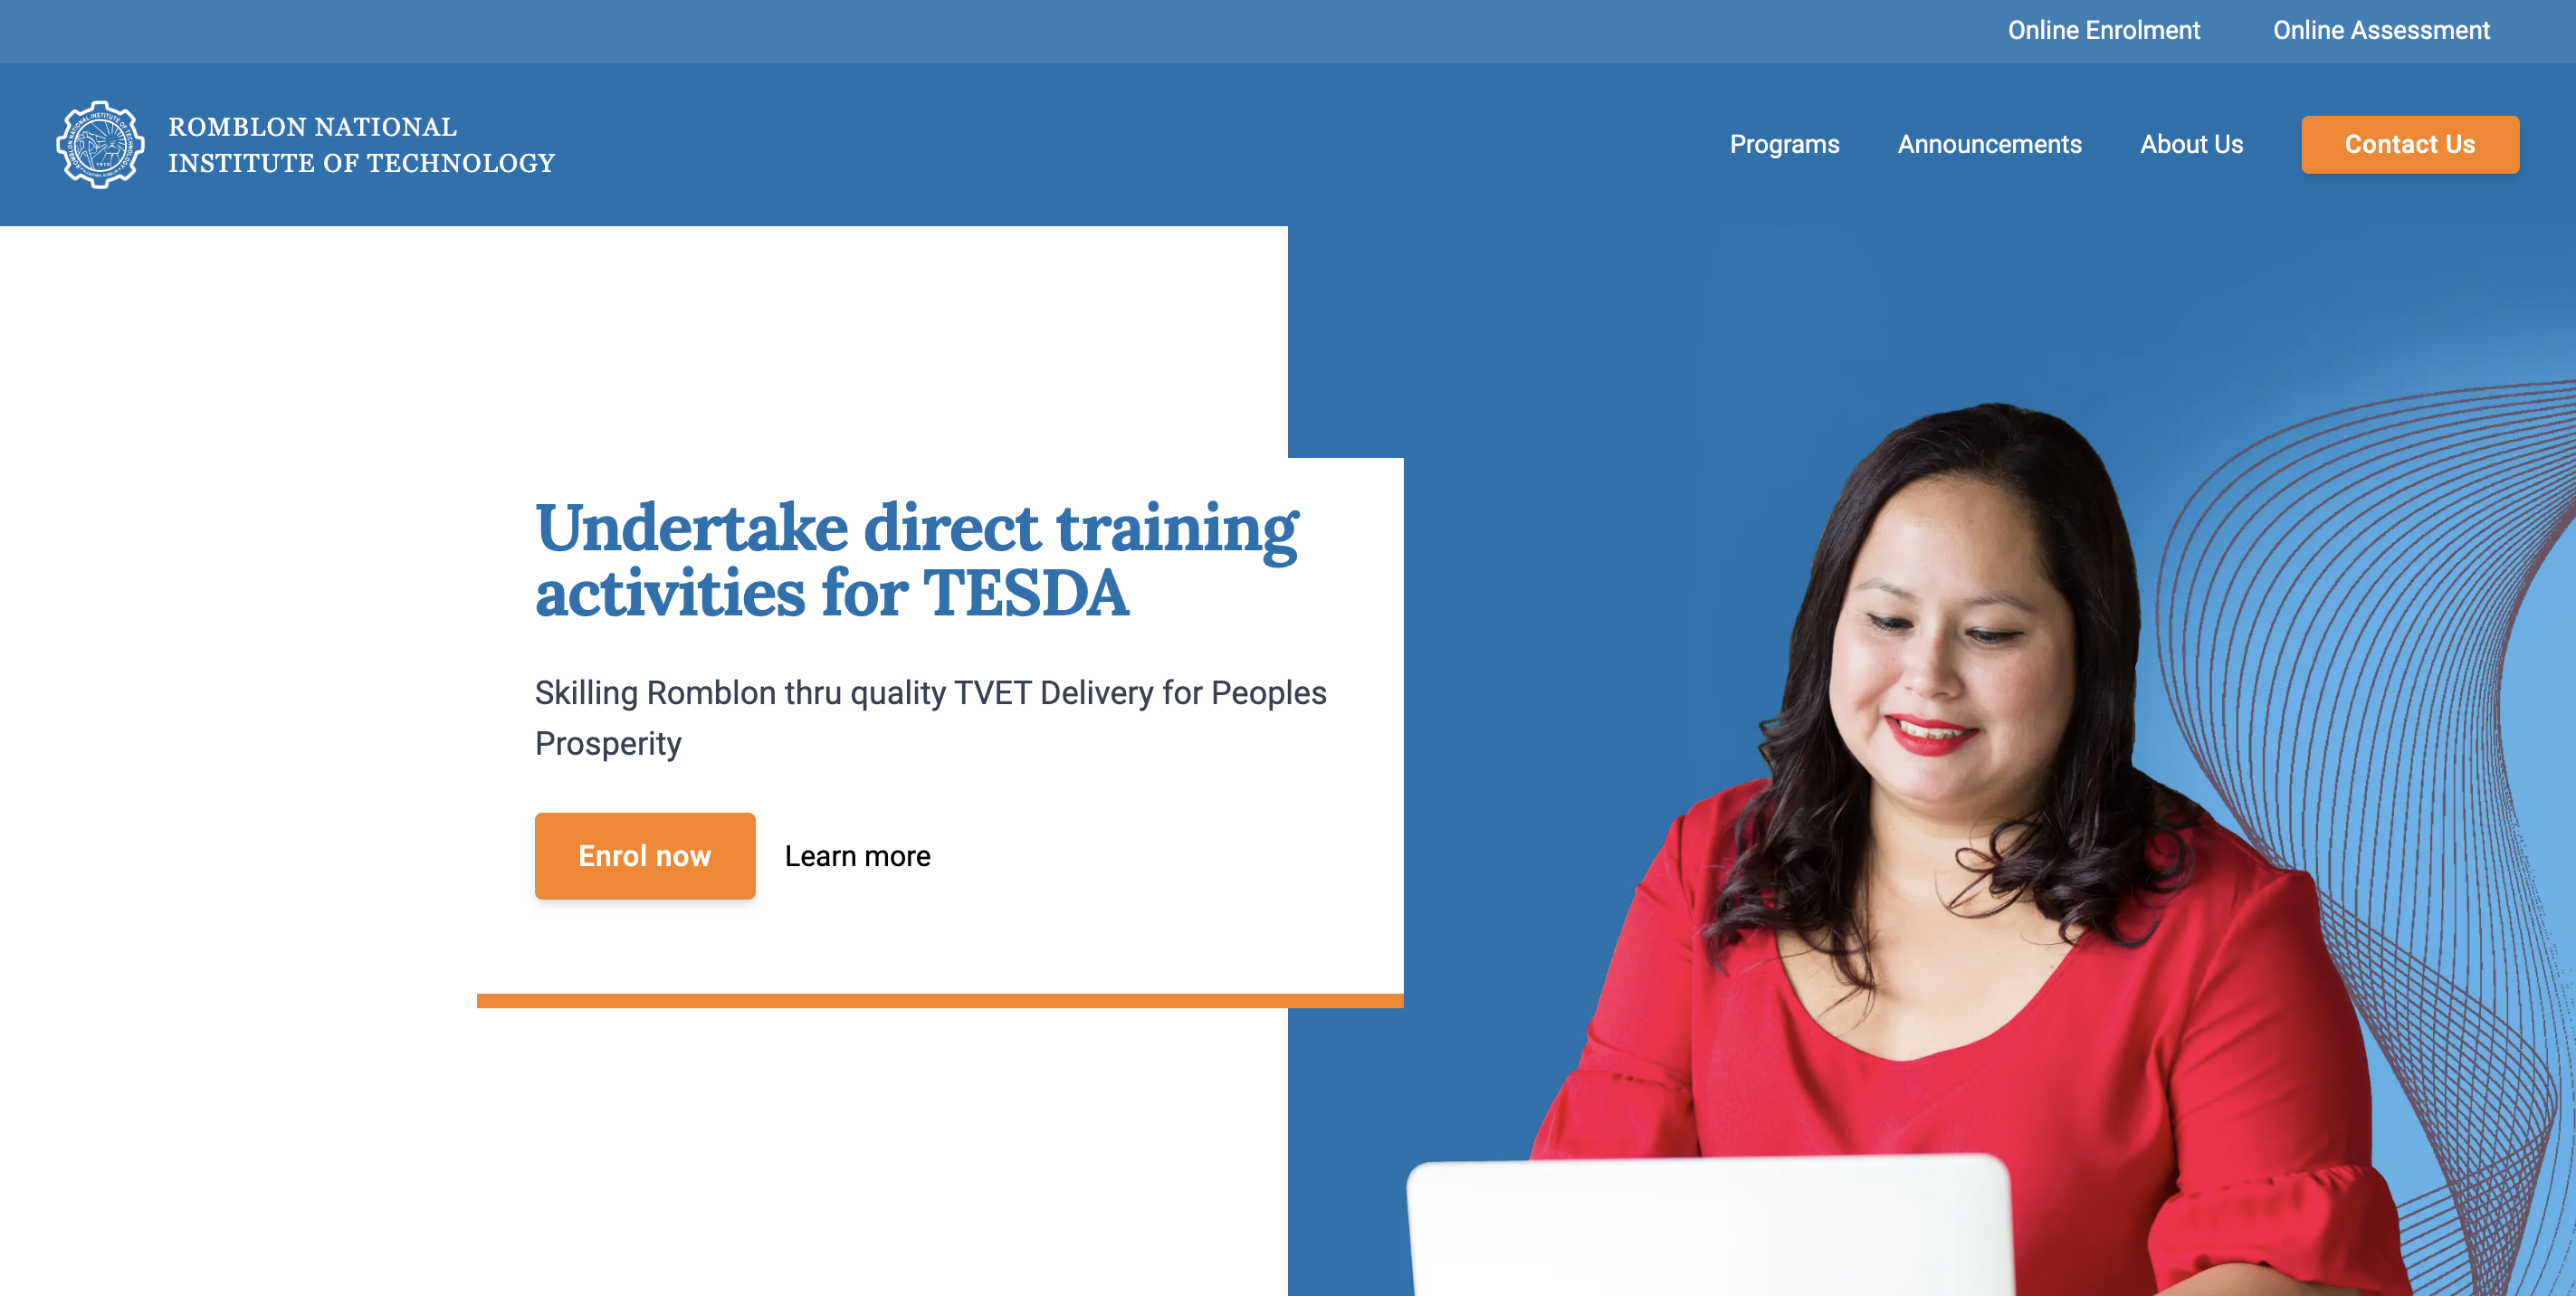 Online Enrolment
Online Assessment
ROMBLON NATIONAL
INSTITUTE OF TECHNOLOGY
Programs
Announcements
About Us
Contact Us
Undertake direct training
activities for TESDA
Skilling Romblon thru quality TVET Delivery for Peoples
Prosperity
Enrol now
Learn more